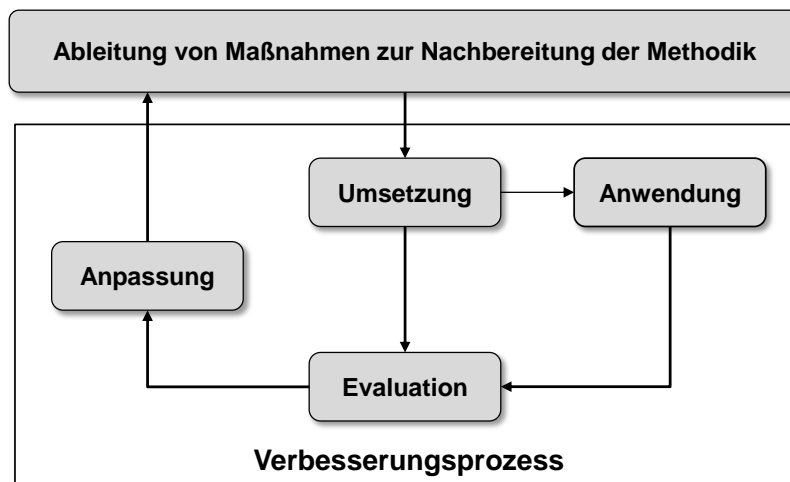 Ableitung von Maßnahmen zur Nachbereitung der Methodik
Umsetzung
Anwendung
Anpassung
Evaluation
Verbesserungsprozess